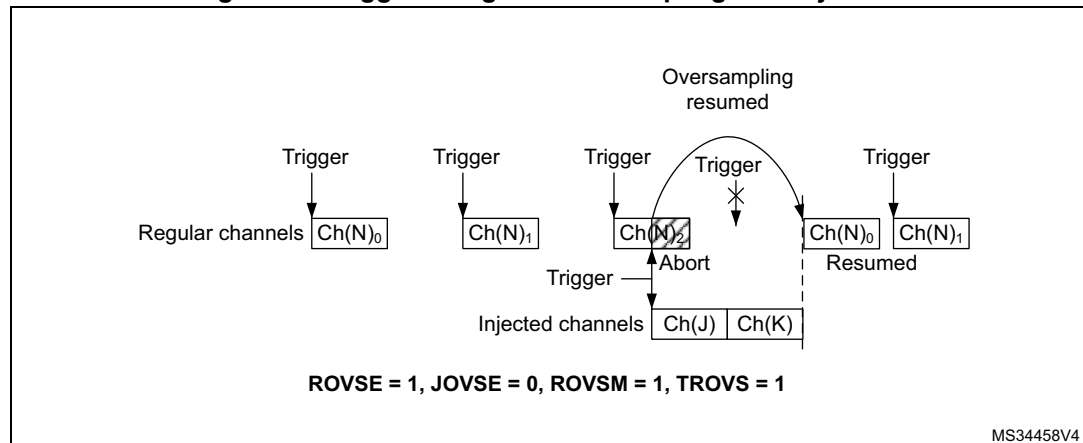 Oversampling
resumed
Trigger Trigger Trigger Trigger Trigger
Regular channels Ch(N)0 Ch(N)1 Ch(N)2 Ch(N)0 Ch(N)1
Abort Resumed
Trigger
Injected channels Ch(J) Ch(K)
ROVSE = 1, JOVSE = 0, ROVSM = 1, TROVS = 1
MS34458V4